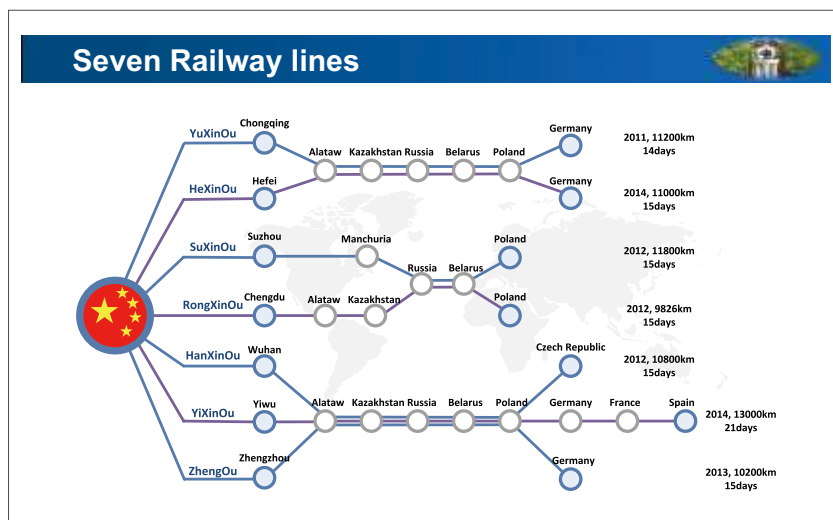 Seven Railway lines
YuXinOu
Chongqing
Alataw
Kazakhstan
Russia
Belarus
Poland
Germany
2011, 11200km
14days
HeXinOu
Hefei
Germany
2014, 11000km
15days
SuXinOu
Suzhou
Manchuria
Russia
Belarus
Poland
2012, 11800km
15days
RongXinOu
Chengdu
Alataw
Kazakhstan
Poland
2012, 9826km
15days
HanXinOu
Wuhan
Czech Republic
2012, 10800km
15days
YiXinOu
Yiwu
Alataw
Kazakhstan
Russia
Belarus
Poland
Germany
France
Spain
2014, 13000km
21days
ZhengOu
Zhengzhou
Germany
2013, 10200km
15days